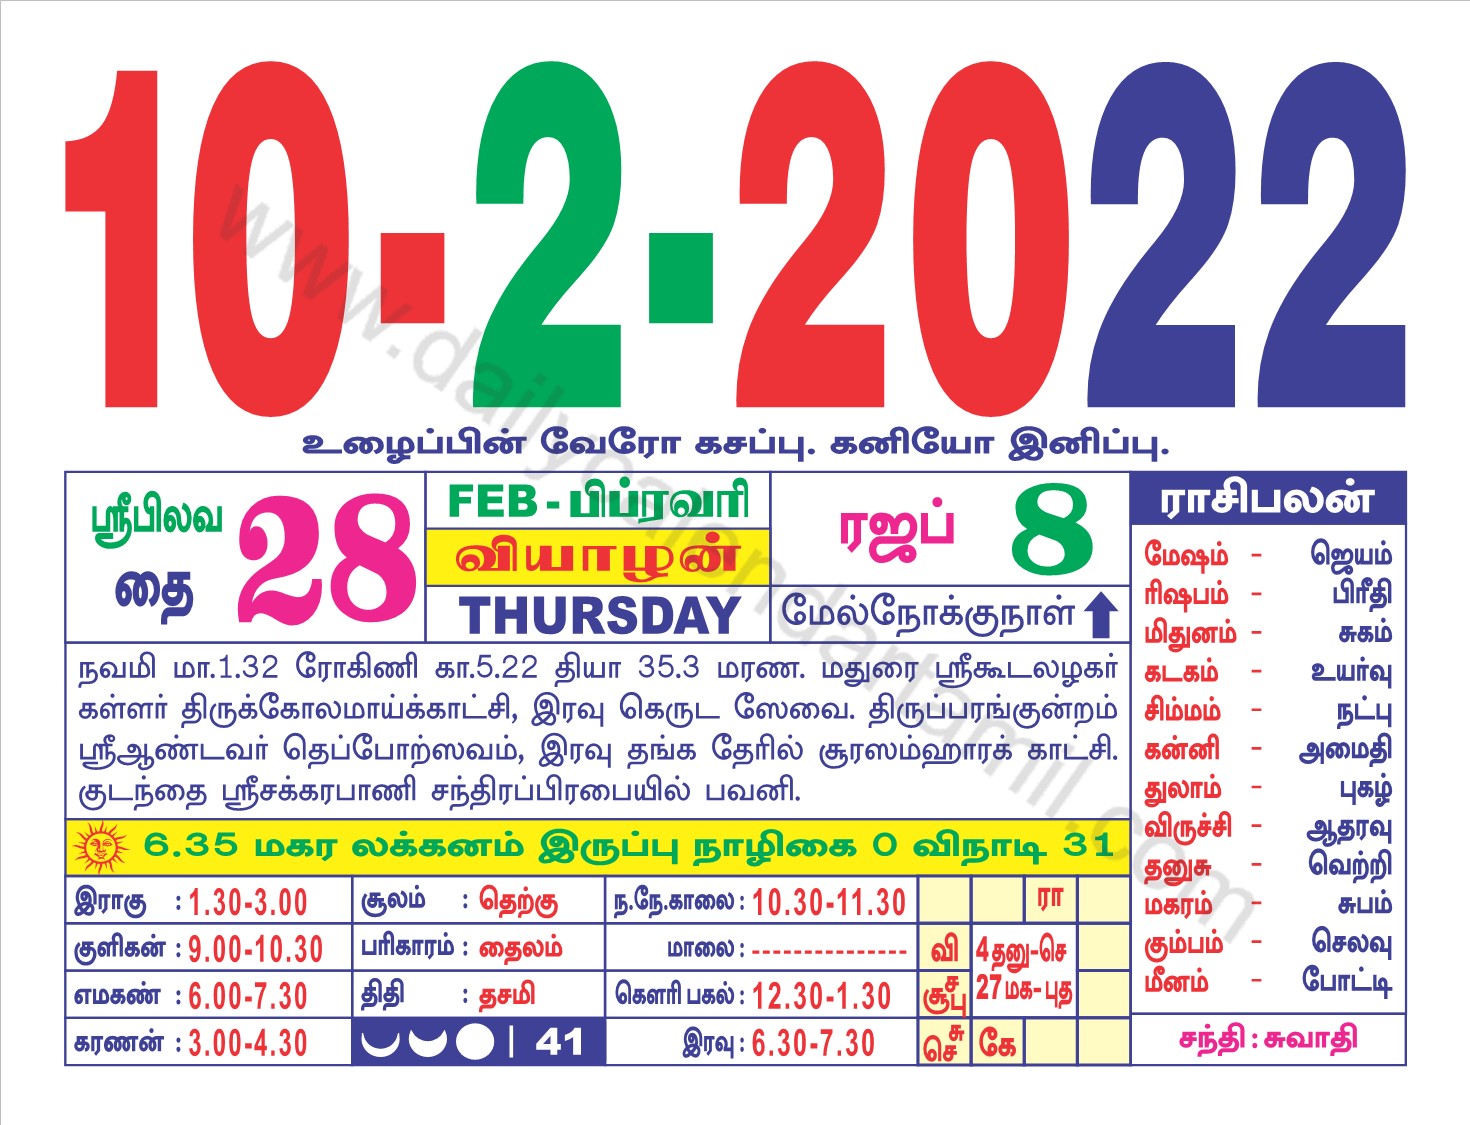 10-2-2022
உழைப்பின் வேரோ கசப்பு. கனியோ இனிப்பு.
ஸ்ரீபிலவ
தை
28
FEB - பிப்ரவரி
வியாழன்
THURSDAY
ரஜப் 8
மேல்நோக்குநாள்
நவமி மா.1.32 ரோகிணி கா.5.22 தியா 35.3 மரண. மதுரை ஸ்ரீகூடலழகர்
கள்ளர் திருக்கோலமாய்க்காட்சி, இரவு கெருட ஸேவை. திருப்பரங்குன்றம்
ஸ்ரீஆண்டவர் தெப்போற்ஸவம், இரவு தங்க தேரில் சூரஸம்ஹாரக் காட்சி.
குடந்தை ஸ்ரீசக்கரபாணி சந்திரப்பிரபையில் பவனி.
6.35 மகர லக்கனம் இருப்பு நாழிகை 0 விநாடி 31
இராகு : 1.30-3.00
குளிகன் : 9.00-10.30
எமகண் : 6.00-7.30
கரணன் : 3.00-4.30
சூலம் : தெற்கு
பரிகாரம் : தைலம்
திதி : தசமி
| 41
ந.நே.காலை : 10.30-11.30
மாலை : ---------------
கௌரி பகல் : 12.30-1.30
இரவு : 6.30-7.30
ரா
வி
4தனு-செ
27மக-புத
சூ ச பு
செ சு
கே
ராசிபலன்
மேஷம் - ஜெயம்
ரிஷபம் - பிரீதி
மிதுனம் - சுகம்
கடகம் - உயர்வு
சிம்மம் - நட்பு
கன்னி - அமைதி
துலாம் - புகழ்
விருச்சி - ஆதரவு
தனுசு - வெற்றி
மகரம் - சுபம்
கும்பம் - செலவு
மீனம் - போட்டி
சந்தி : சுவாதி
www.dailycalendartamil.com